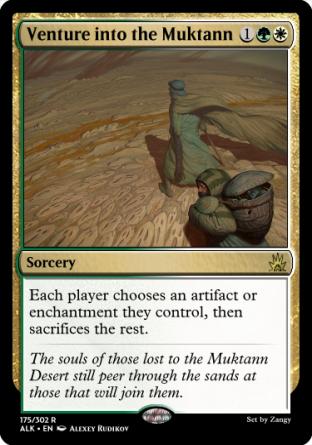 Venture into the Muktann 1
Sorcery
Each player chooses an artifact or
enchantment they control, then
sacrifices the rest.
The souls of those lost to the Muktann
Desert still peer through the sands at
those that will join them.
175/302 R
ALK • EN Alexey Rudikov
Set by Zangy